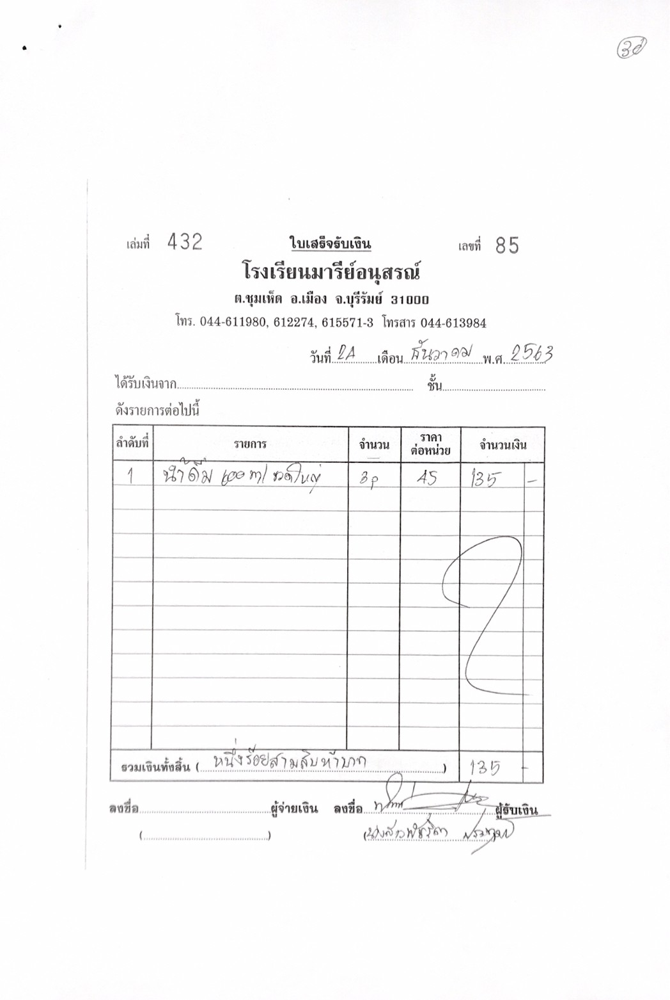 เล่มที่ 432 ใบเสร็จรับเงิน เลขที่ 85
โรงเรียนมารีย์อนุสรณ์
ต.ชุมเห็ด อ.เมือง จ.บุรีรัมย์ 31000
โทร. 044-611980, 612274, 615571-3 โทรสาร 044-613984
วันที่ 24 เดือน ธันวาคม พ.ศ. 2563
ได้รับเงินจาก ชั้น
ดังรายการต่อไปนี้
ลำดับที่ รายการ จำนวน ราคาต่อหน่วย จำนวนเงิน
1 น้ำดื่ม 600 ml ขวดใหญ่ 3 p 45 135 -
รวมเงินทั้งสิ้น ( หนึ่งร้อยสามสิบห้าบาท ) 135 -
ลงชื่อ ผู้จ่ายเงิน ลงชื่อ ผู้รับเงิน
( ) (นางสาวพัชริดา